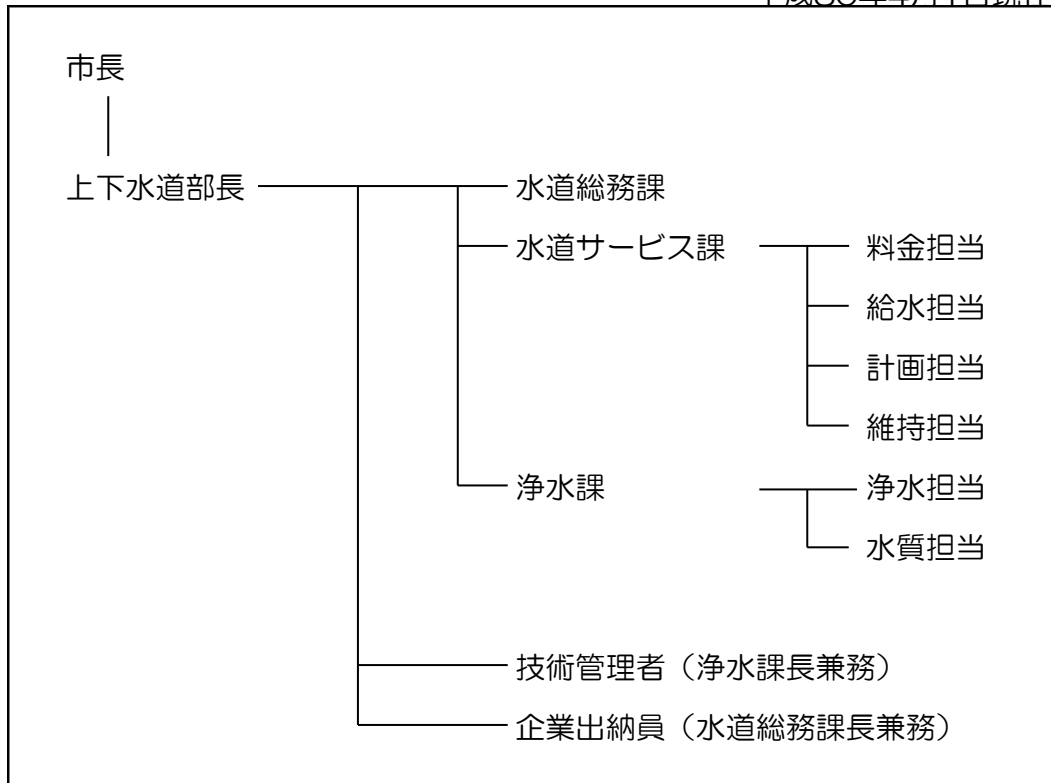 市長
上下水道部長 水道総務課
水道サービス課 料金担当
給水担当
計画担当
維持担当
浄水課 浄水担当
水質担当
技術管理者（浄水課長兼務）
企業出納員（水道総務課長兼務）